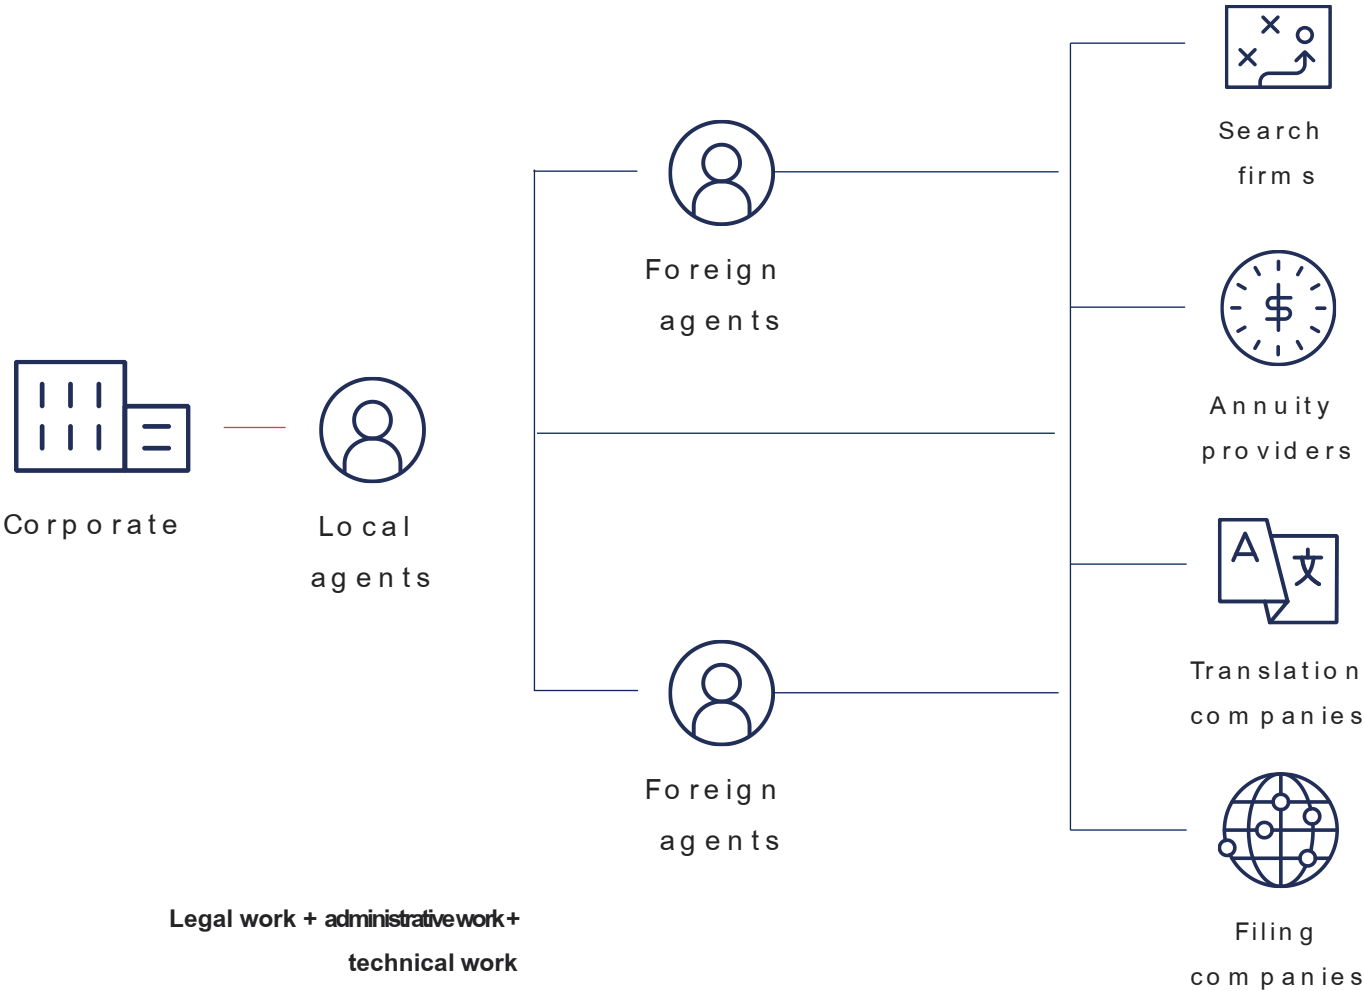 Search
firms
Foreign
agents
Annuity
providers
Corporate
Local
agents
A 文
Translation
companies
Foreign
agents
Filing
companies
Legal work + administrative work +
technical work
$